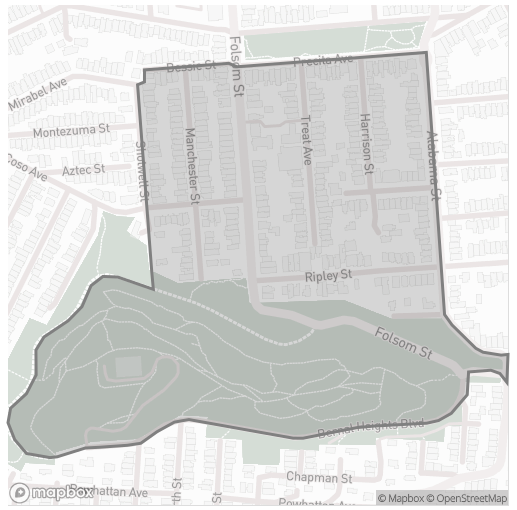 Precita Ave
Bessie St
Folsom St
Mirabel Ave
Montezuma St
Aztec St
Coso Ave
Shotwell St
Manchester St
Treat Ave
Harrison St
Alabama St
Ripley St
Folsom St
Bernal Heights Blvd
Chapman St
Powhattan Ave
Powhattan Ave
mapbox
© Mapbox © OpenStreetMap